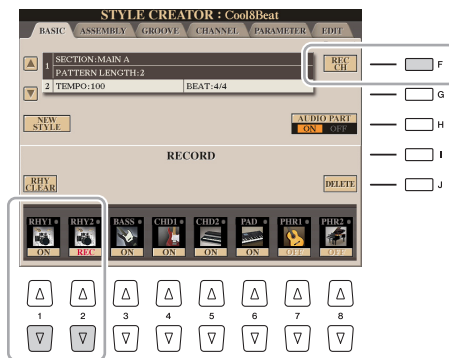 STYLE CREATOR : Cool8Beat
BASIC ASSEMBLY GROOVE CHANNEL PARAMETER EDIT
1 SECTION:MAIN A
PATTERN LENGTH:2
2 TEMPO:100 BEAT:4/4
REC CH
F
G
NEW STYLE
AUDIO PART
ON OFF
H
RECORD
I
RHY CLEAR
DELETE
J
RHY1 RHY2 BASS CHD1 CHD2 PAD PHR1 PHR2
ON REC ON ON ON ON OFF OFF
1 2 3 4 5 6 7 8